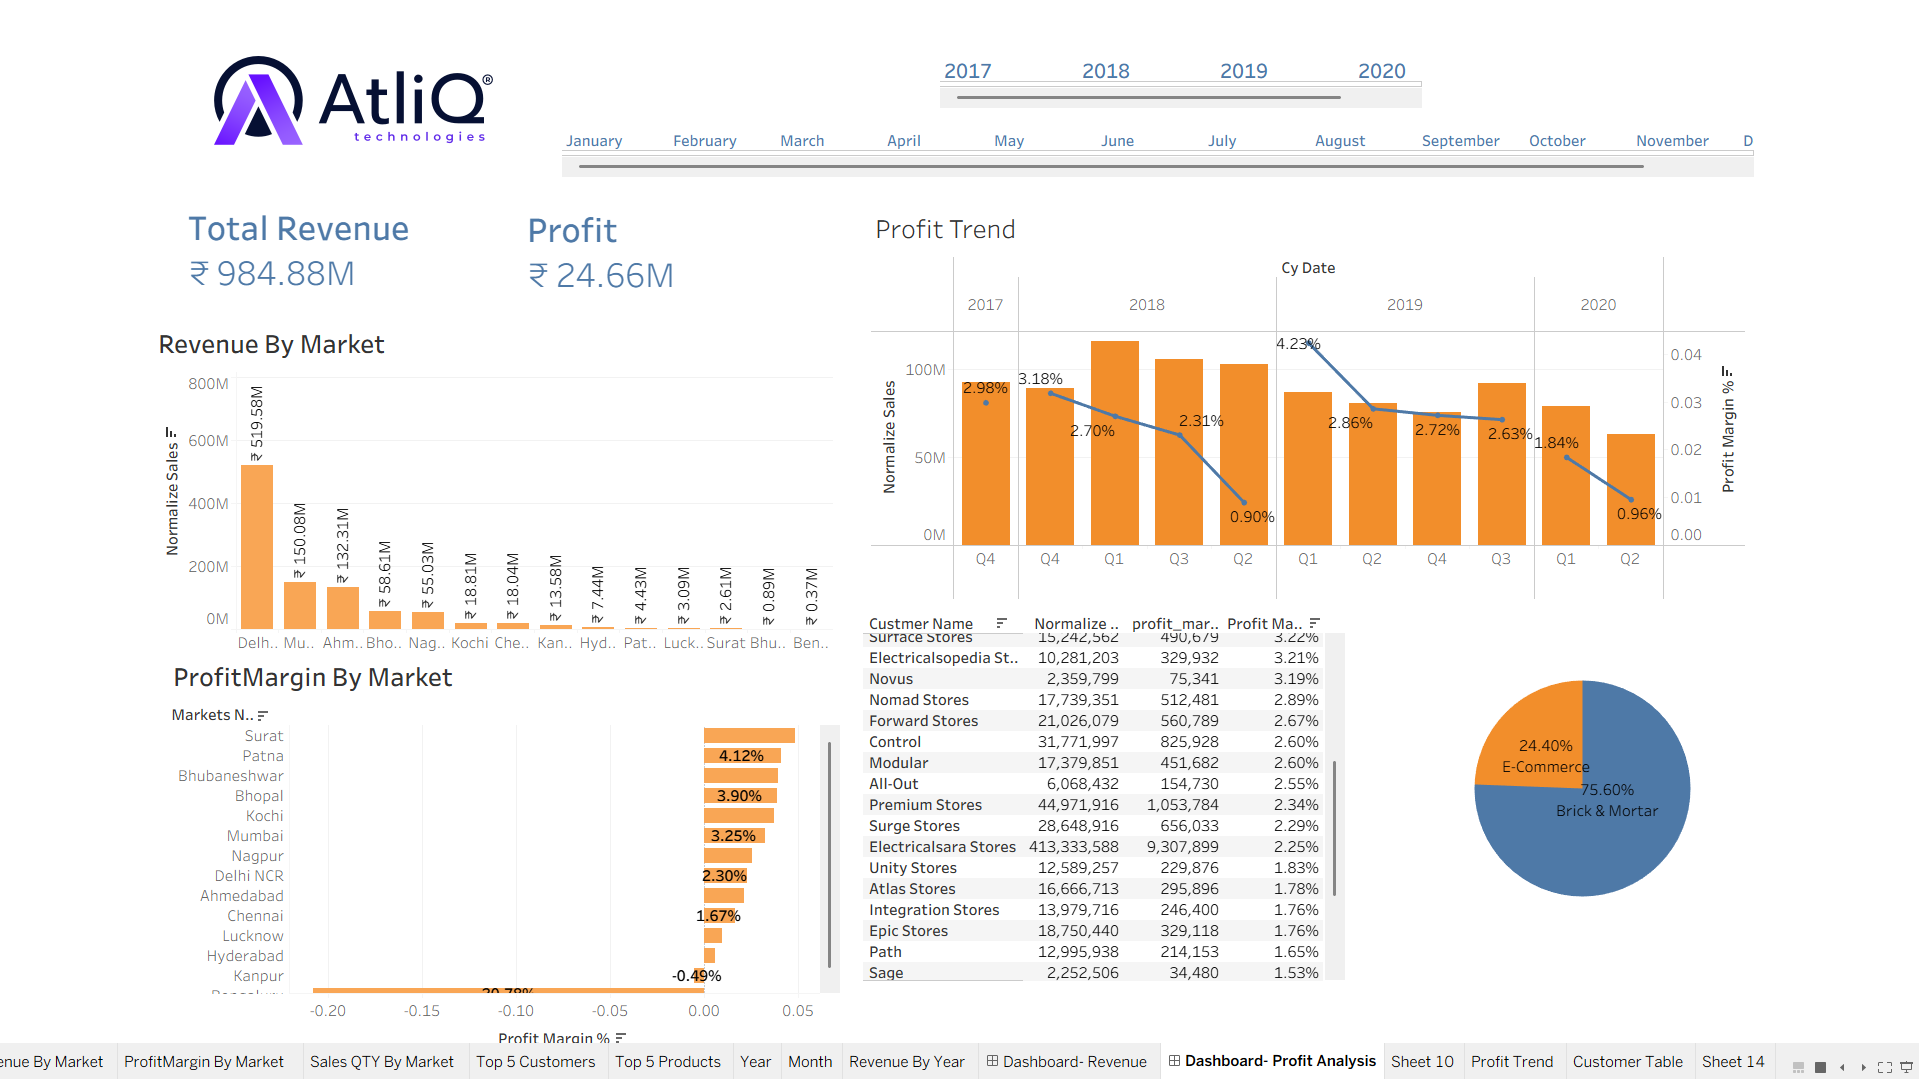 AtliQ®
technologies
2017 2018 2019 2020
January February March April May June July August September October November D
Total Revenue
₹ 984.88M
Profit
₹ 24.66M
Revenue By Market
Normalize Sales
800M
600M
400M
200M
0M
₹ 519.58M
₹ 150.08M
₹ 132.31M
₹ 58.61M
₹ 55.03M
₹ 18.81M
₹ 18.04M
₹ 13.58M
₹ 7.44M
₹ 4.43M
₹ 3.09M
₹ 2.61M
₹ 0.89M
₹ 0.37M
Delh.. Mu.. Ahm.. Bho.. Nag.. Kochi Che.. Kan.. Hyd.. Pat.. Luck.. Surat Bhu.. Ben..
ProfitMargin By Market
Markets N..
Surat
Patna 4.12%
Bhubaneshwar
Bhopal 3.90%
Kochi
Mumbai 3.25%
Nagpur
Delhi NCR 2.30%
Ahmedabad
Chennai 1.67%
Lucknow
Hyderabad
Kanpur -0.49%
-0.20 -0.15 -0.10 -0.05 0.00 0.05
Profit Margin %
Profit Trend
Cy Date
2017 2018 2019 2020
Normalize Sales
100M
50M
0M
2.98%
3.18%
2.70%
2.31%
0.90%
4.23%
2.86%
2.72%
2.63%
1.84%
0.96%
0.04
0.03
0.02
0.01
0.00
Profit Margin %
Q4 Q4 Q1 Q3 Q2 Q1 Q2 Q4 Q3 Q1 Q2
Custmer Name Normalize .. profit_mar.. Profit Ma..
Surface Stores 15,242,562 490,679 3.22%
Electricalsopedia St.. 10,281,203 329,932 3.21%
Novus 2,359,799 75,341 3.19%
Nomad Stores 17,739,351 512,481 2.89%
Forward Stores 21,026,079 560,789 2.67%
Control 31,771,997 825,928 2.60%
Modular 17,379,851 451,682 2.60%
All-Out 6,068,432 154,730 2.55%
Premium Stores 44,971,916 1,053,784 2.34%
Surge Stores 28,648,916 656,033 2.29%
Electricalsara Stores 413,333,588 9,307,899 2.25%
Unity Stores 12,589,257 229,876 1.83%
Atlas Stores 16,666,713 295,896 1.78%
Integration Stores 13,979,716 246,400 1.76%
Epic Stores 18,750,440 329,118 1.76%
Path 12,995,938 214,153 1.65%
Sage 2,252,506 34,480 1.53%
24.40%
E-Commerce
75.60%
Brick & Mortar
enue By Market ProfitMargin By Market Sales QTY By Market Top 5 Customers Top 5 Products Year Month Revenue By Year Dashboard- Revenue Dashboard- Profit Analysis Sheet 10 Profit Trend Customer Table Sheet 14